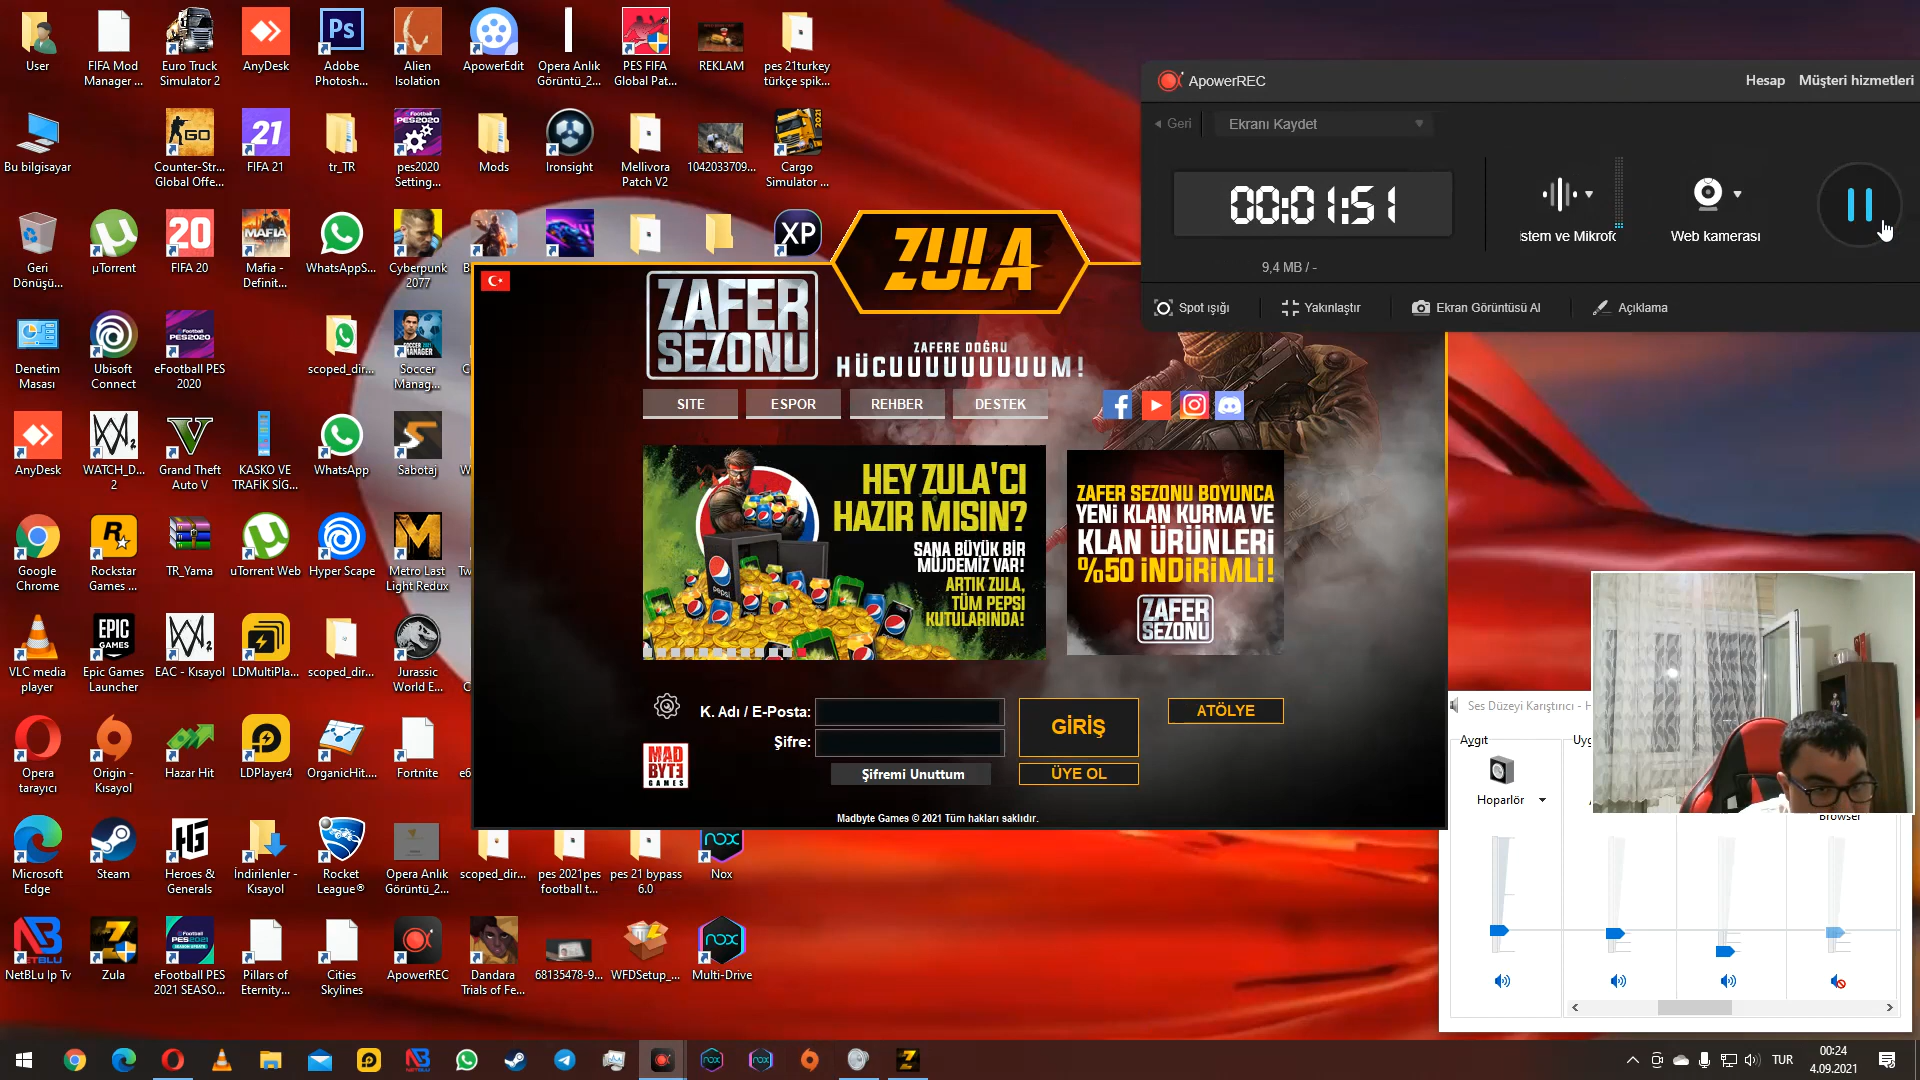 User
FIFA Mod
Manager ...
Euro Truck
Simulator 2
AnyDesk
Adobe
Photosh...
Alien
Isolation
ApowerEdit
Opera Anlık
Görüntü_2...
PES FIFA
Global Pat...
REKLAM
pes 21turkey
türkçe spik...
Bu bilgisayar
Counter-Str...
Global Offe...
FIFA 21
tr_TR
pes2020
Setting...
Mods
Ironsight
Mellivora
Patch V2
1042033709...
Cargo
Simulator ...
Geri
Dönüşü...
µTorrent
FIFA 20
Mafia -
Definit...
WhatsAppS...
Cyberpunk
2077
XP
Denetim
Masası
Ubisoft
Connect
eFootball PES
2020
scoped_dir...
Soccer
Manag...
AnyDesk
WATCH_D...
2
Grand Theft
Auto V
KASKO VE
TRAFİK SİG...
WhatsApp
Sabotaj
Google
Chrome
Rockstar
Games ...
TR_Yama
uTorrent Web
Hyper Scape
Metro Last
Light Redux
VLC media
player
Epic Games
Launcher
EAC - Kısayol
LDMultiPla...
scoped_dir...
Jurassic
World E...
Opera
tarayıcı
Origin -
Kısayol
Hazar Hit
LDPlayer4
OrganicHit....
Fortnite
Microsoft
Edge
Steam
Heroes &
Generals
İndirilenler -
Kısayol
Rocket
League®
Opera Anlık
Görüntü_2...
scoped_dir...
pes 2021pes
football t...
pes 21 bypass
6.0
Nox
NetBLu Ip Tv
Zula
eFootball PES
2021 SEASO...
Pillars of
Eternity...
Cities
Skylines
ApowerREC
Dandara
Trials of Fe...
68135478-9...
WFDSetup_...
Multi-Drive
ApowerREC
Hesap
Müşteri hizmetleri
Geri
Ekranı Kaydet
00:01:51
9,4 MB / -
istem ve Mikrofo
Web kamerası
Spot ışığı
Yakınlaştır
Ekran Görüntüsü Al
Açıklama
ZULA
ZAFER
SEZONU
ZAFERE DOĞRU
HÜCUUUUUUUUUUM!
SITE
ESPOR
REHBER
DESTEK
HEY ZULA'CI
HAZIR MISIN?
SANA BÜYÜK BİR
MÜJDEMİZ VAR!
ARTIK ZULA,
TÜM PEPSI
KUTULARINDA!
ZAFER SEZONU BOYUNCA
YENİ KLAN KURMA VE
KLAN ÜRÜNLERİ
%50 İNDİRİMLİ!
ZAFER
SEZONU
K. Adı / E-Posta:
Şifre:
GİRİŞ
ATÖLYE
Şifremi Unuttum
ÜYE OL
MAD
BYTE
GAMES
Madbyte Games © 2021 Tüm hakları saklıdır.
Ses Düzeyi Karıştırıcı - H
Aygıt
Uyg
Hoparlör
Browser
TUR
00:24
4.09.2021